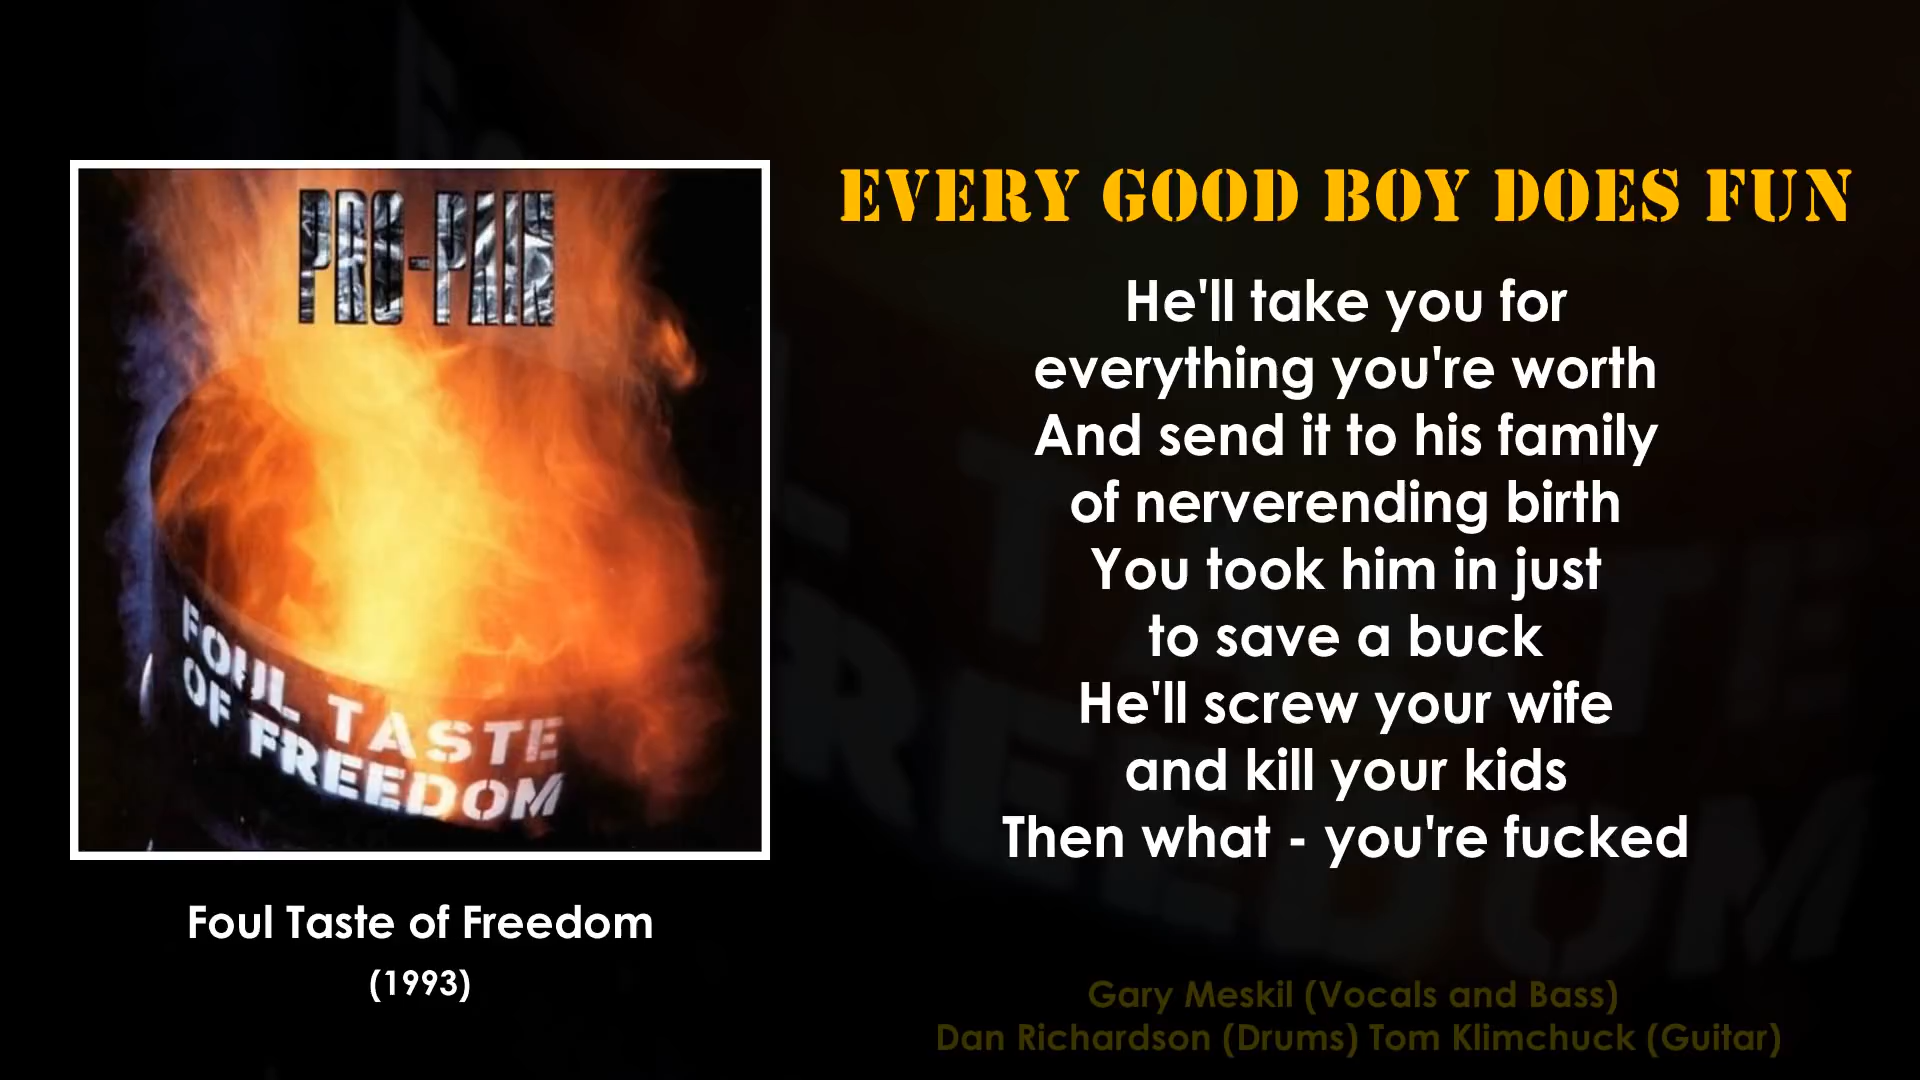 PRO-PAIN
FOUL TASTE
OF FREEDOM
Foul Taste of Freedom
(1993)
EVERY GOOD BOY DOES FUN
He'll take you for
everything you're worth
And send it to his family
of nerverending birth
You took him in just
to save a buck
He'll screw your wife
and kill your kids
Then what - you're fucked
Gary Meskil (Vocals and Bass)
Dan Richardson (Drums) Tom Klimchuck (Guitar)